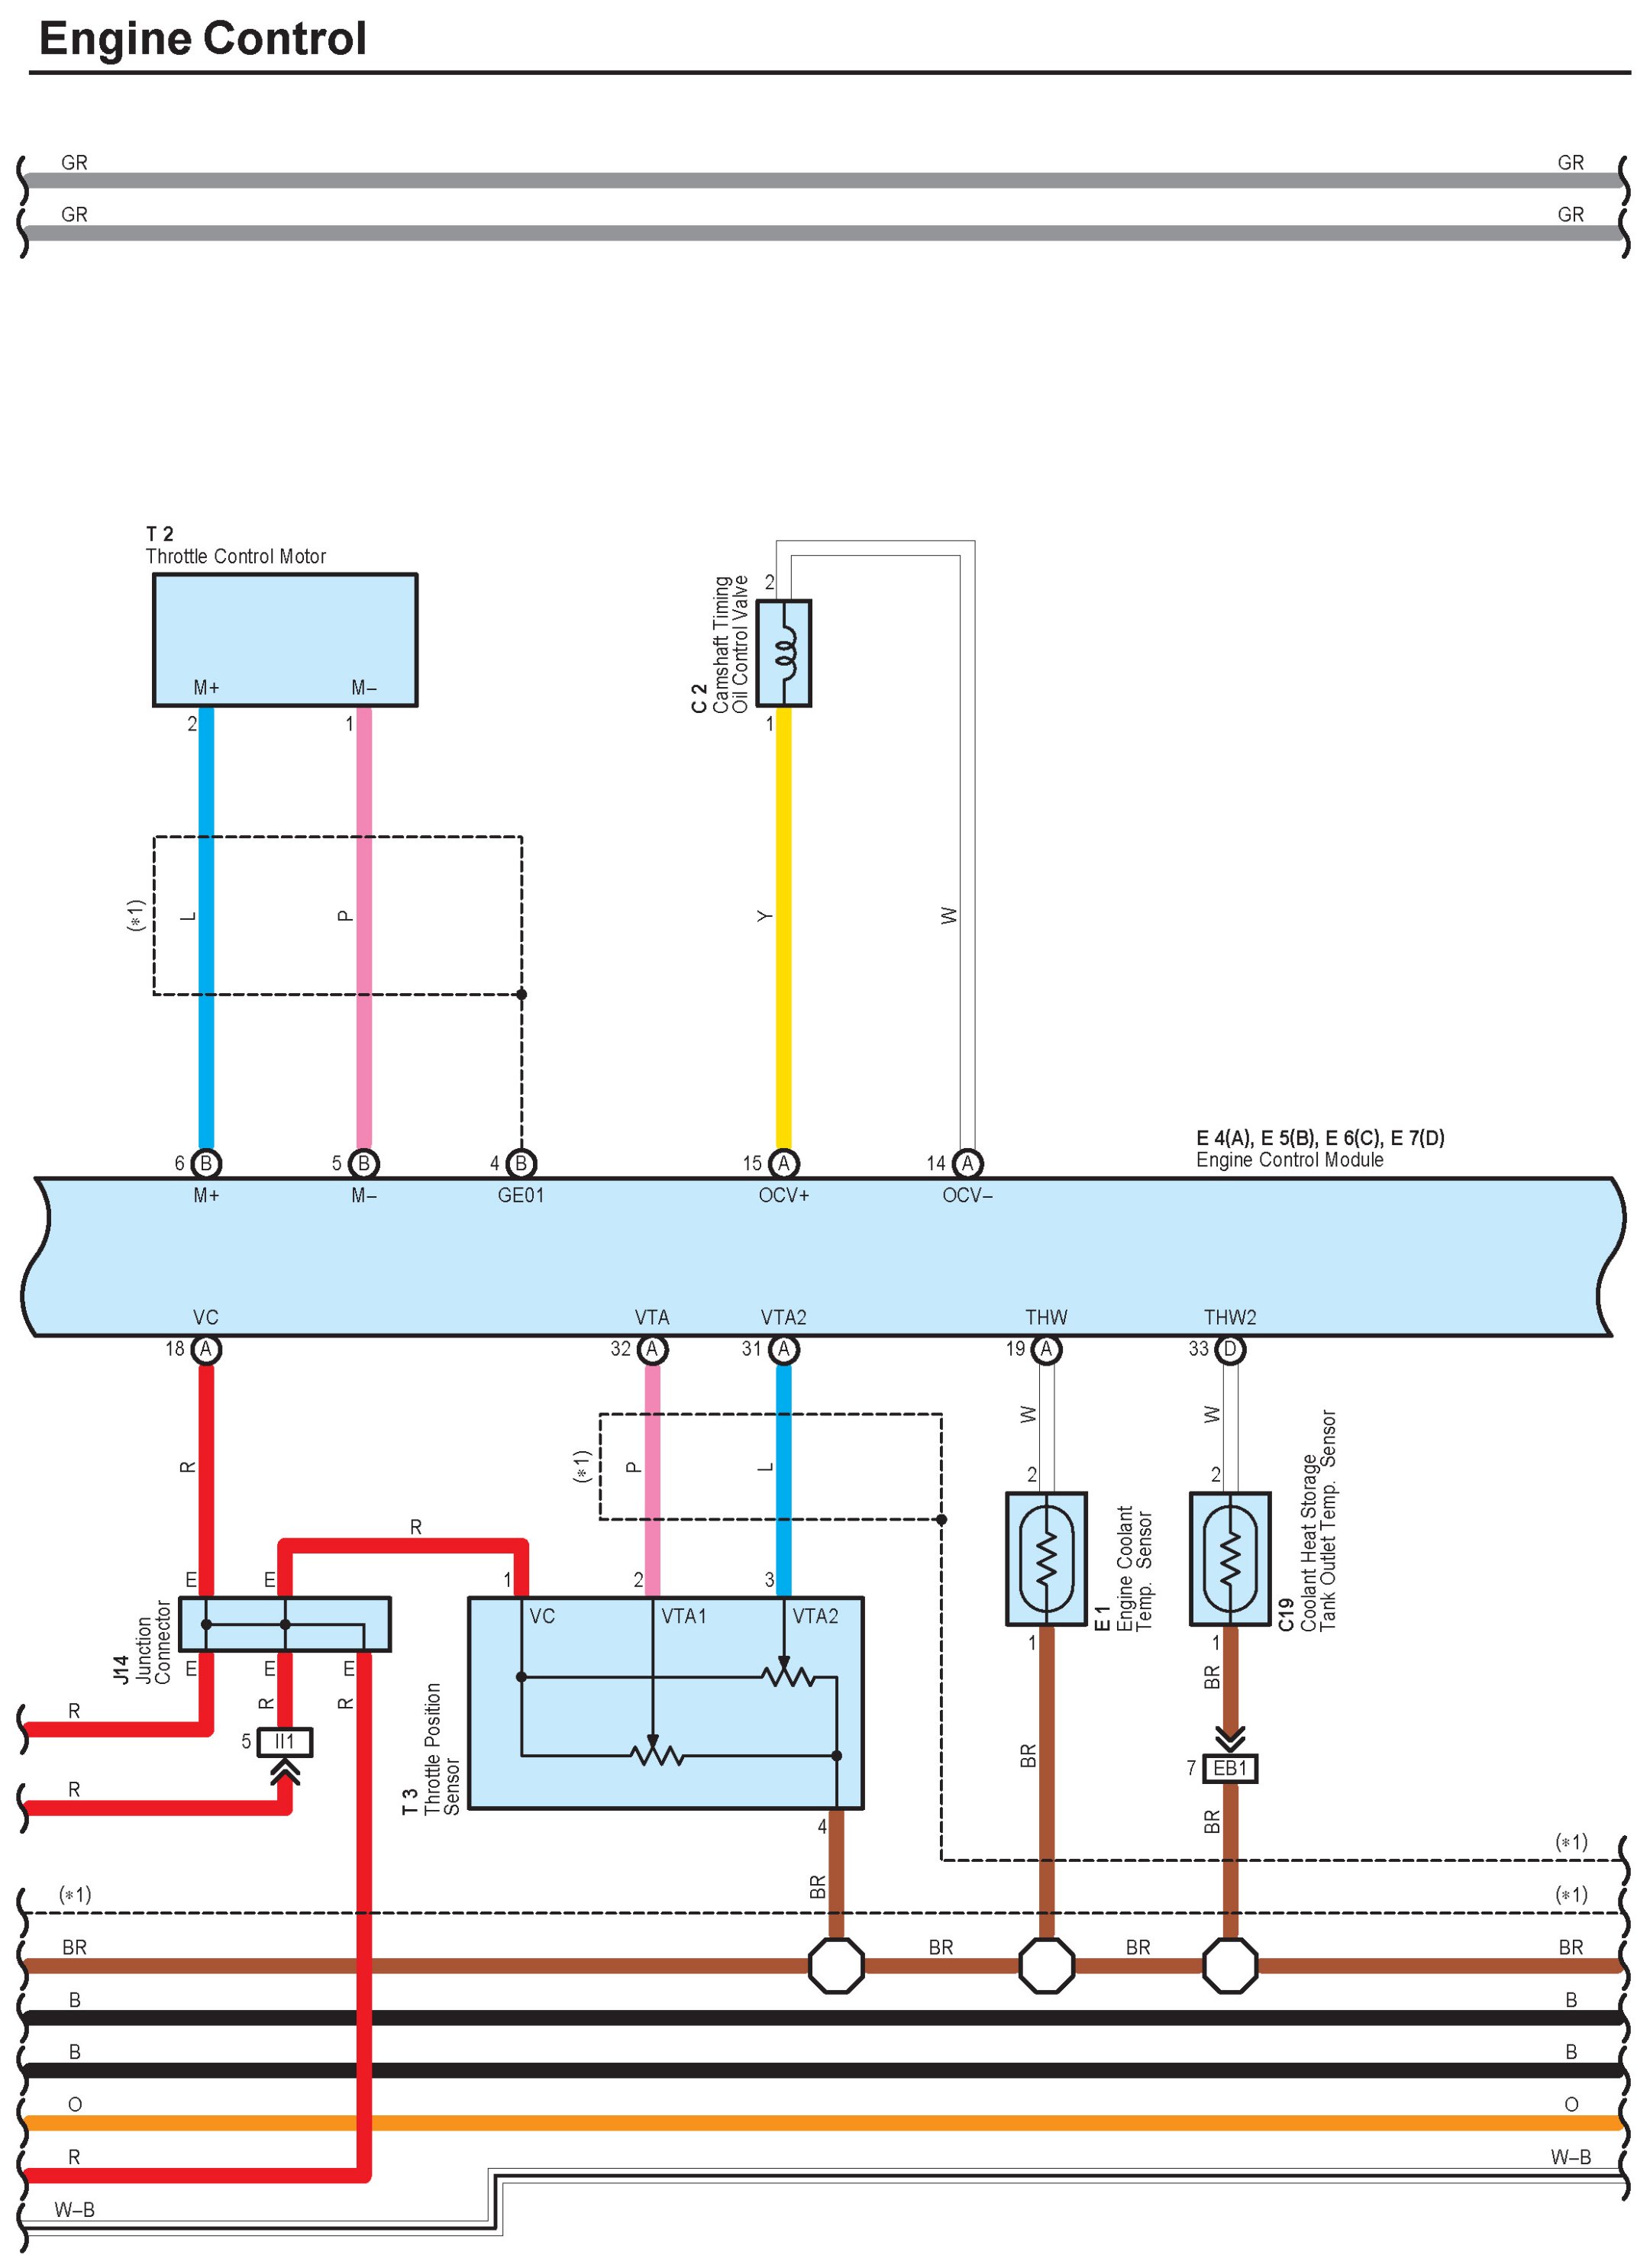 Engine Control
GR GR
GR GR
T 2
Throttle Control Motor
M+ M−
2 1
C 2
Camshaft Timing
Oil Control Valve
2
1
(*1) L P Y W
E 4(A), E 5(B), E 6(C), E 7(D)
Engine Control Module
6 B 5 B 4 B 15 A 14 A
M+ M− GE01 OCV+ OCV−
VC VTA VTA2 THW THW2
18 A 32 A 31 A 19 A 33 D
R (*1) P L W W
2 2
R
E E 1 2 3
VC VTA1 VTA2
J14
Junction
Connector
E E E
R R R
5 II1
R
T 3
Throttle Position
Sensor
4
BR
E 1
Engine Coolant
Temp. Sensor
1
BR
C19
Coolant Heat Storage
Tank Outlet Temp. Sensor
1
BR
7 EB1
BR
(*1)
(*1) (*1)
BR BR BR BR
B B
B B
O O
R W−B
W−B